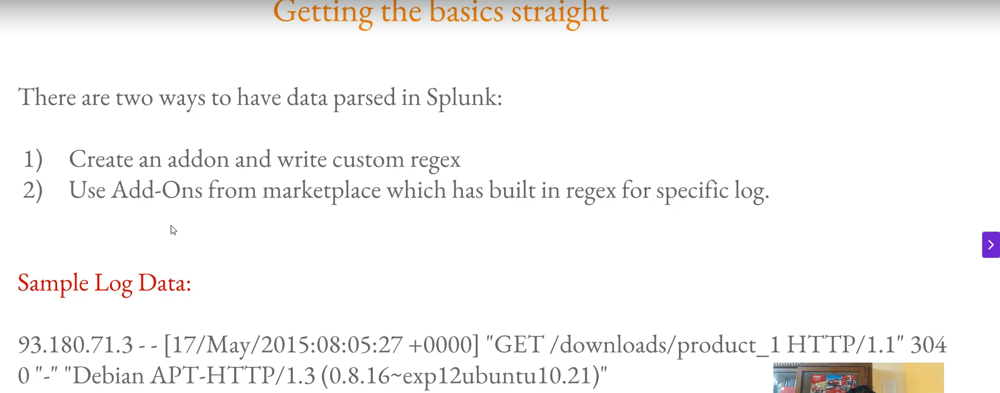 Getting the basics straight
There are two ways to have data parsed in Splunk:
1) Create an addon and write custom regex
2) Use Add-Ons from marketplace which has built in regex for specific log.
Sample Log Data:
93.180.71.3 - - [17/May/2015:08:05:27 +0000] "GET /downloads/product_1 HTTP/1.1" 304
0 "-" "Debian APT-HTTP/1.3 (0.8.16~exp12ubuntu10.21)"